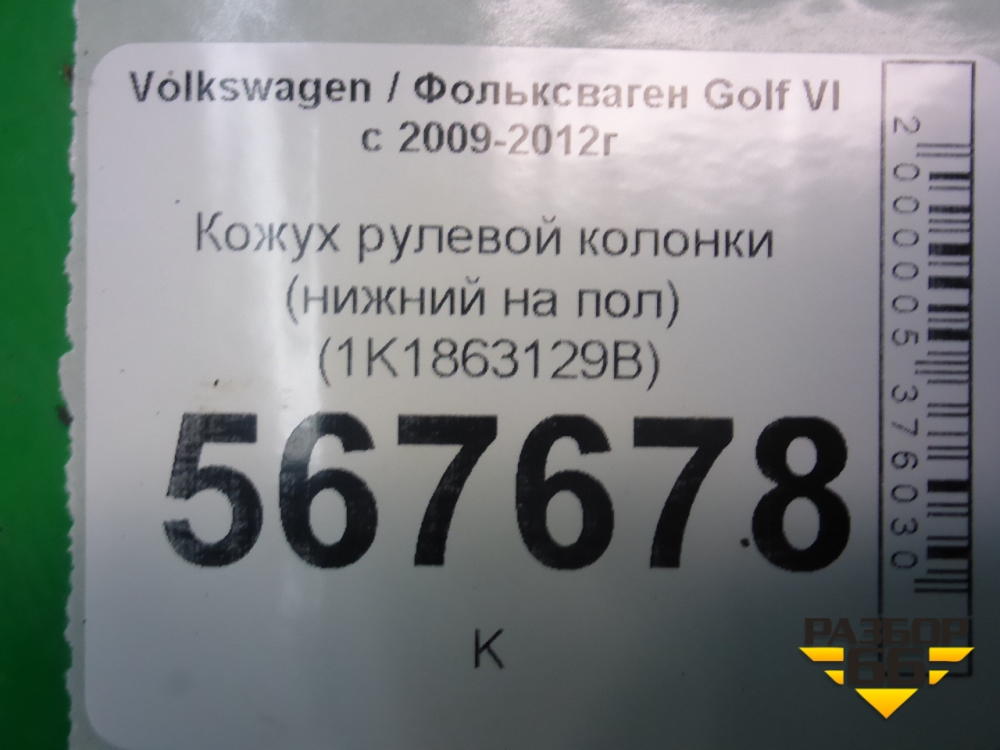 Volkswagen / Фольксваген Golf VI
с 2009-2012г
Кожух рулевой колонки
(нижний на пол)
(1K1863129B)
567678
К
2000005376030
РАЗБОР
66